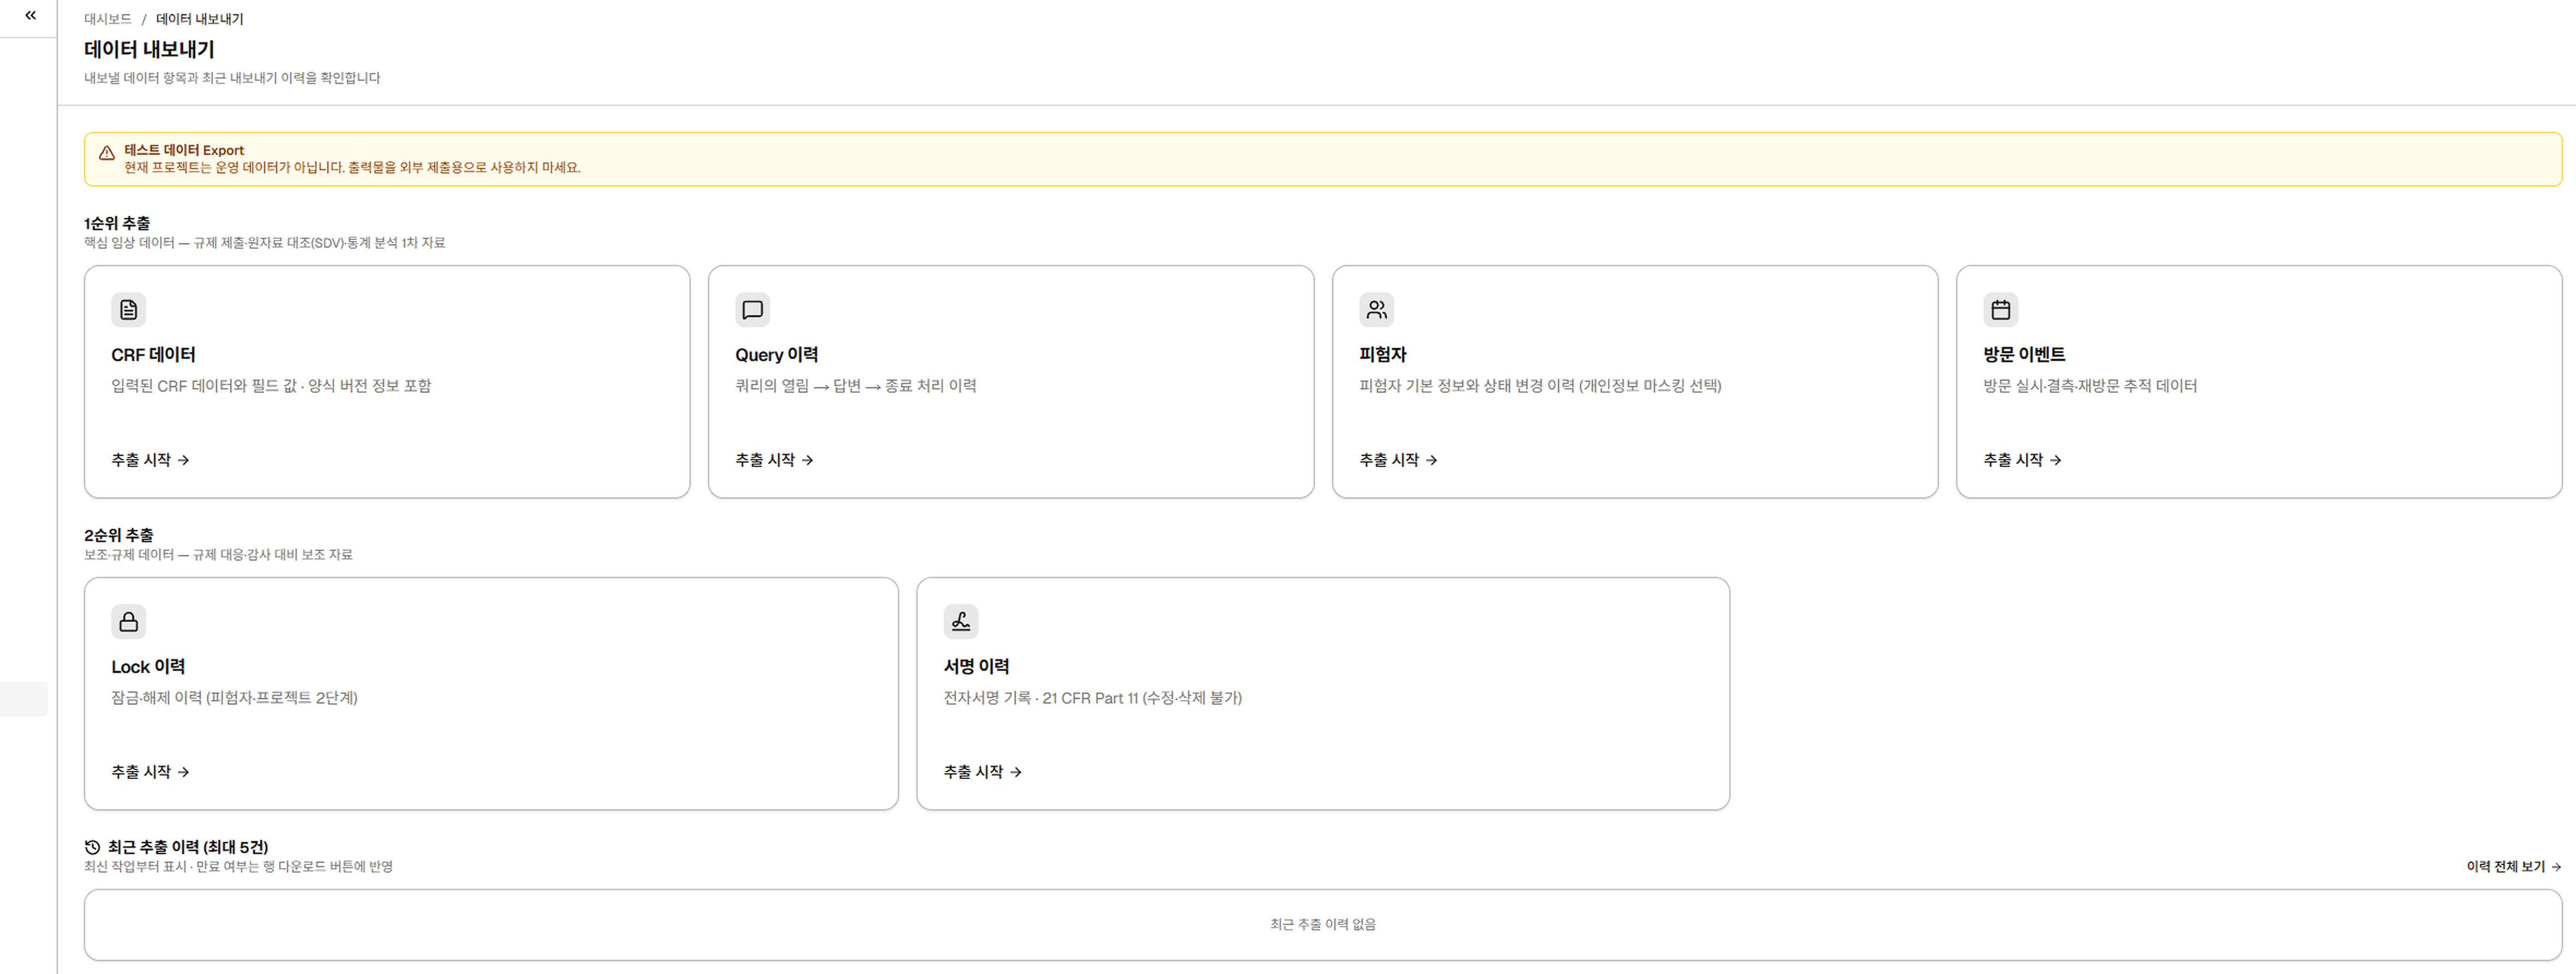 대시보드 / 데이터 내보내기
데이터 내보내기
내보낼 데이터 항목과 최근 내보내기 이력을 확인합니다
테스트 데이터 Export
현재 프로젝트는 운영 데이터가 아닙니다. 출력물을 외부 제출용으로 사용하지 마세요.
1순위 추출
핵심 임상 데이터 — 규제 제출·원자료 대조(SDV)·통계 분석 1차 자료
CRF 데이터
입력된 CRF 데이터와 필드 값 · 양식 버전 정보 포함
추출 시작 →
Query 이력
쿼리의 열림 → 답변 → 종료 처리 이력
추출 시작 →
피험자
피험자 기본 정보와 상태 변경 이력 (개인정보 마스킹 선택)
추출 시작 →
방문 이벤트
방문 실시·결측·재방문 추적 데이터
추출 시작 →
2순위 추출
보조·규제 데이터 — 규제 대응·감사 대비 보조 자료
Lock 이력
잠금·해제 이력 (피험자·프로젝트 2단계)
추출 시작 →
서명 이력
전자서명 기록 · 21 CFR Part 11 (수정·삭제 불가)
추출 시작 →
최근 추출 이력 (최대 5건)
최신 작업부터 표시 · 만료 여부는 행 다운로드 버튼에 반영
이력 전체 보기 →
최근 추출 이력 없음